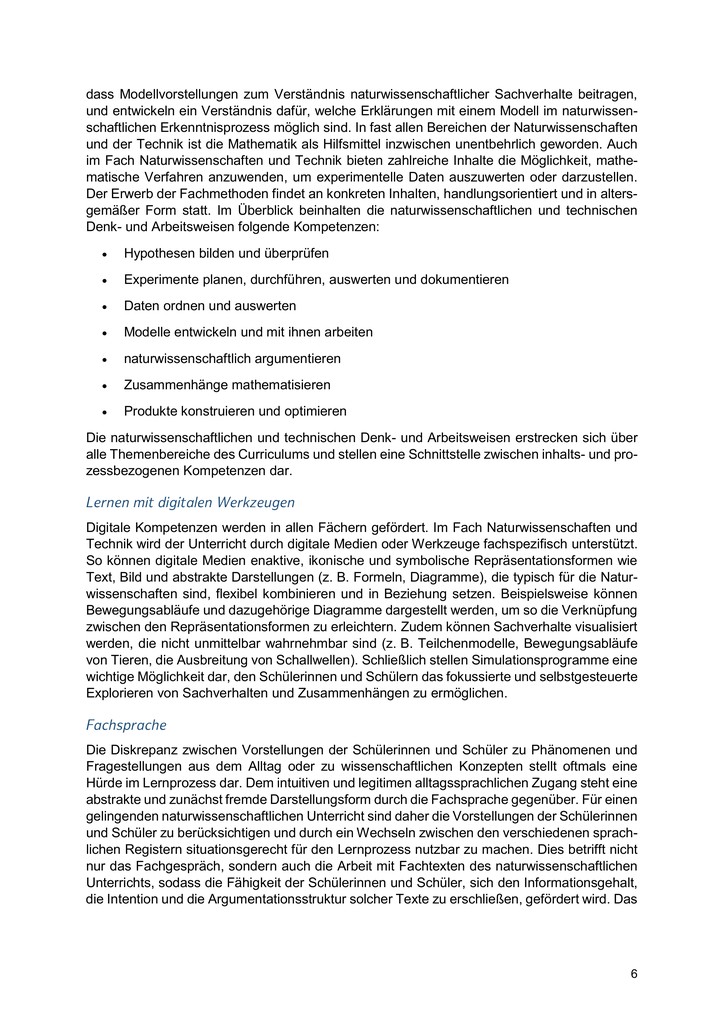 dass Modellvorstellungen zum Verständnis naturwissenschaftlicher Sachverhalte beitragen,
und entwickeln ein Verständnis dafür, welche Erklärungen mit einem Modell im naturwissen-
schaftlichen Erkenntnisprozess möglich sind. In fast allen Bereichen der Naturwissenschaften
und der Technik ist die Mathematik als Hilfsmittel inzwischen unentbehrlich geworden. Auch
im Fach Naturwissenschaften und Technik bieten zahlreiche Inhalte die Möglichkeit, mathe-
matische Verfahren anzuwenden, um experimentelle Daten auszuwerten oder darzustellen.
Der Erwerb der Fachmethoden findet an konkreten Inhalten, handlungsorientiert und in alters-
gemäßer Form statt. Im Überblick beinhalten die naturwissenschaftlichen und technischen
Denk- und Arbeitsweisen folgende Kompetenzen:
• Hypothesen bilden und überprüfen
• Experimente planen, durchführen, auswerten und dokumentieren
• Daten ordnen und auswerten
• Modelle entwickeln und mit ihnen arbeiten
• naturwissenschaftlich argumentieren
• Zusammenhänge mathematisieren
• Produkte konstruieren und optimieren
Die naturwissenschaftlichen und technischen Denk- und Arbeitsweisen erstrecken sich über
alle Themenbereiche des Curriculums und stellen eine Schnittstelle zwischen inhalts- und pro-
zessbezogenen Kompetenzen dar.
Lernen mit digitalen Werkzeugen
Digitale Kompetenzen werden in allen Fächern gefördert. Im Fach Naturwissenschaften und
Technik wird der Unterricht durch digitale Medien oder Werkzeuge fachspezifisch unterstützt.
So können digitale Medien enaktive, ikonische und symbolische Repräsentationsformen wie
Text, Bild und abstrakte Darstellungen (z. B. Formeln, Diagramme), die typisch für die Natur-
wissenschaften sind, flexibel kombinieren und in Beziehung setzen. Beispielsweise können
Bewegungsabläufe und dazugehörige Diagramme dargestellt werden, um so die Verknüpfung
zwischen den Repräsentationsformen zu erleichtern. Zudem können Sachverhalte visualisiert
werden, die nicht unmittelbar wahrnehmbar sind (z. B. Teilchenmodelle, Bewegungsabläufe
von Tieren, die Ausbreitung von Schallwellen). Schließlich stellen Simulationsprogramme eine
wichtige Möglichkeit dar, den Schülerinnen und Schülern das fokussierte und selbstgesteuerte
Explorieren von Sachverhalten und Zusammenhängen zu ermöglichen.
Fachsprache
Die Diskrepanz zwischen Vorstellungen der Schülerinnen und Schüler zu Phänomenen und
Fragestellungen aus dem Alltag oder zu wissenschaftlichen Konzepten stellt oftmals eine
Hürde im Lernprozess dar. Dem intuitiven und legitimen alltagssprachlichen Zugang steht eine
abstrakte und zunächst fremde Darstellungsform durch die Fachsprache gegenüber. Für einen
gelingenden naturwissenschaftlichen Unterricht sind daher die Vorstellungen der Schülerinnen
und Schüler zu berücksichtigen und durch ein Wechseln zwischen den verschiedenen sprach-
lichen Registern situationsgerecht für den Lernprozess nutzbar zu machen. Dies betrifft nicht
nur das Fachgespräch, sondern auch die Arbeit mit Fachtexten des naturwissenschaftlichen
Unterrichts, sodass die Fähigkeit der Schülerinnen und Schüler, sich den Informationsgehalt,
die Intention und die Argumentationsstruktur solcher Texte zu erschließen, gefördert wird. Das
6